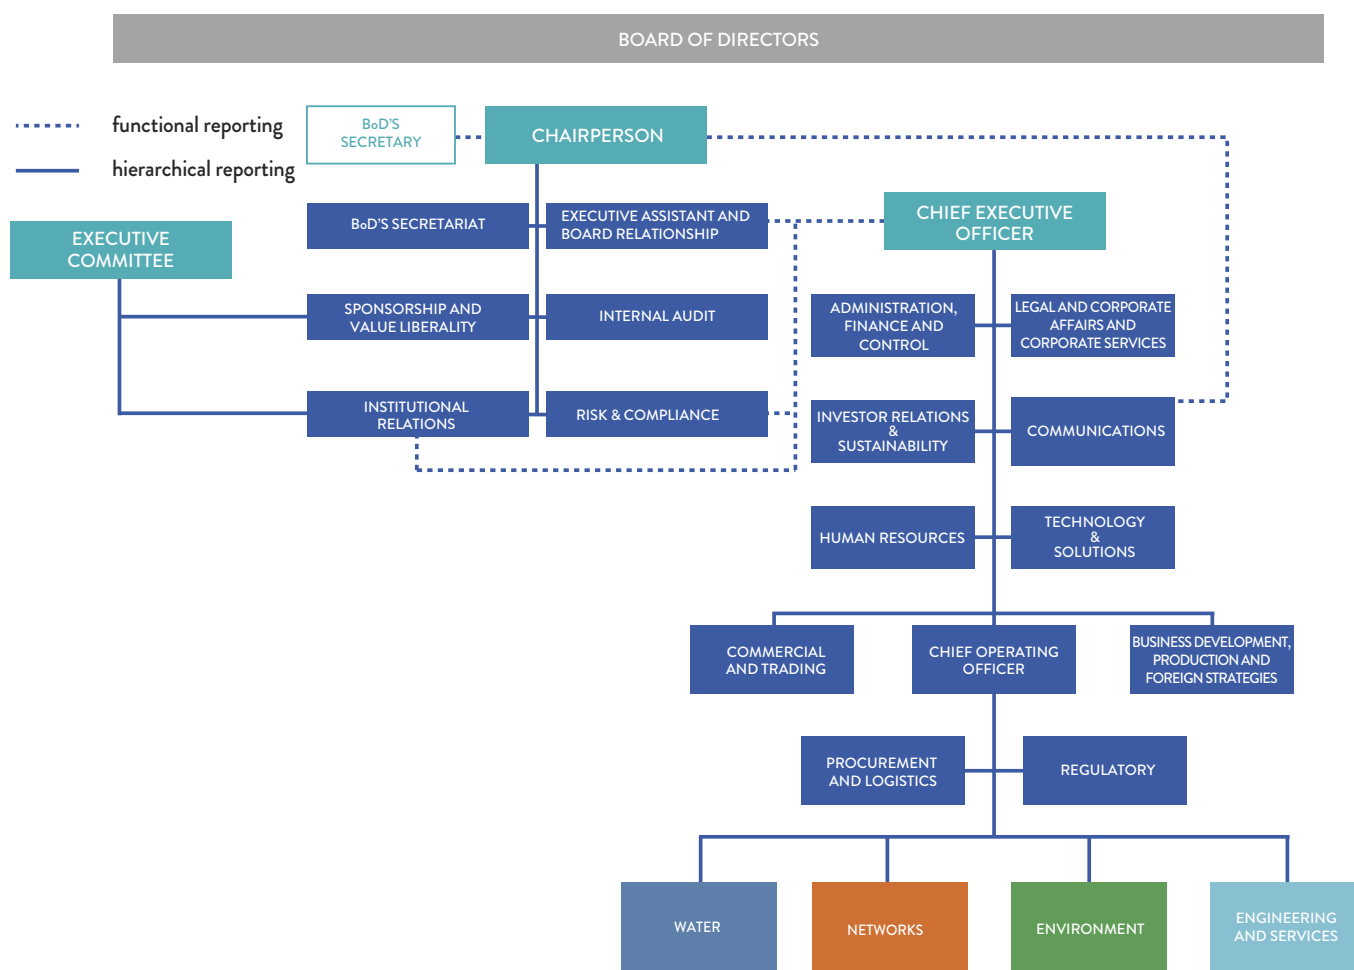 BOARD OF DIRECTORS
functional reporting
hierarchical reporting
BoD'S
SECRETARY
CHAIRPERSON
EXECUTIVE
COMMITTEE
BoD'S SECRETARIAT
EXECUTIVE ASSISTANT AND
BOARD RELATIONSHIP
CHIEF EXECUTIVE
OFFICER
SPONSORSHIP AND
VALUE LIBERALITY
INTERNAL AUDIT
ADMINISTRATION,
FINANCE AND
CONTROL
LEGAL AND CORPORATE
AFFAIRS AND
CORPORATE SERVICES
INSTITUTIONAL
RELATIONS
RISK & COMPLIANCE
INVESTOR RELATIONS
&
SUSTAINABILITY
COMMUNICATIONS
HUMAN RESOURCES
TECHNOLOGY
&
SOLUTIONS
COMMERCIAL
AND TRADING
CHIEF OPERATING
OFFICER
BUSINESS DEVELOPMENT,
PRODUCTION AND
FOREIGN STRATEGIES
PROCUREMENT
AND LOGISTICS
REGULATORY
WATER
NETWORKS
ENVIRONMENT
ENGINEERING
AND SERVICES